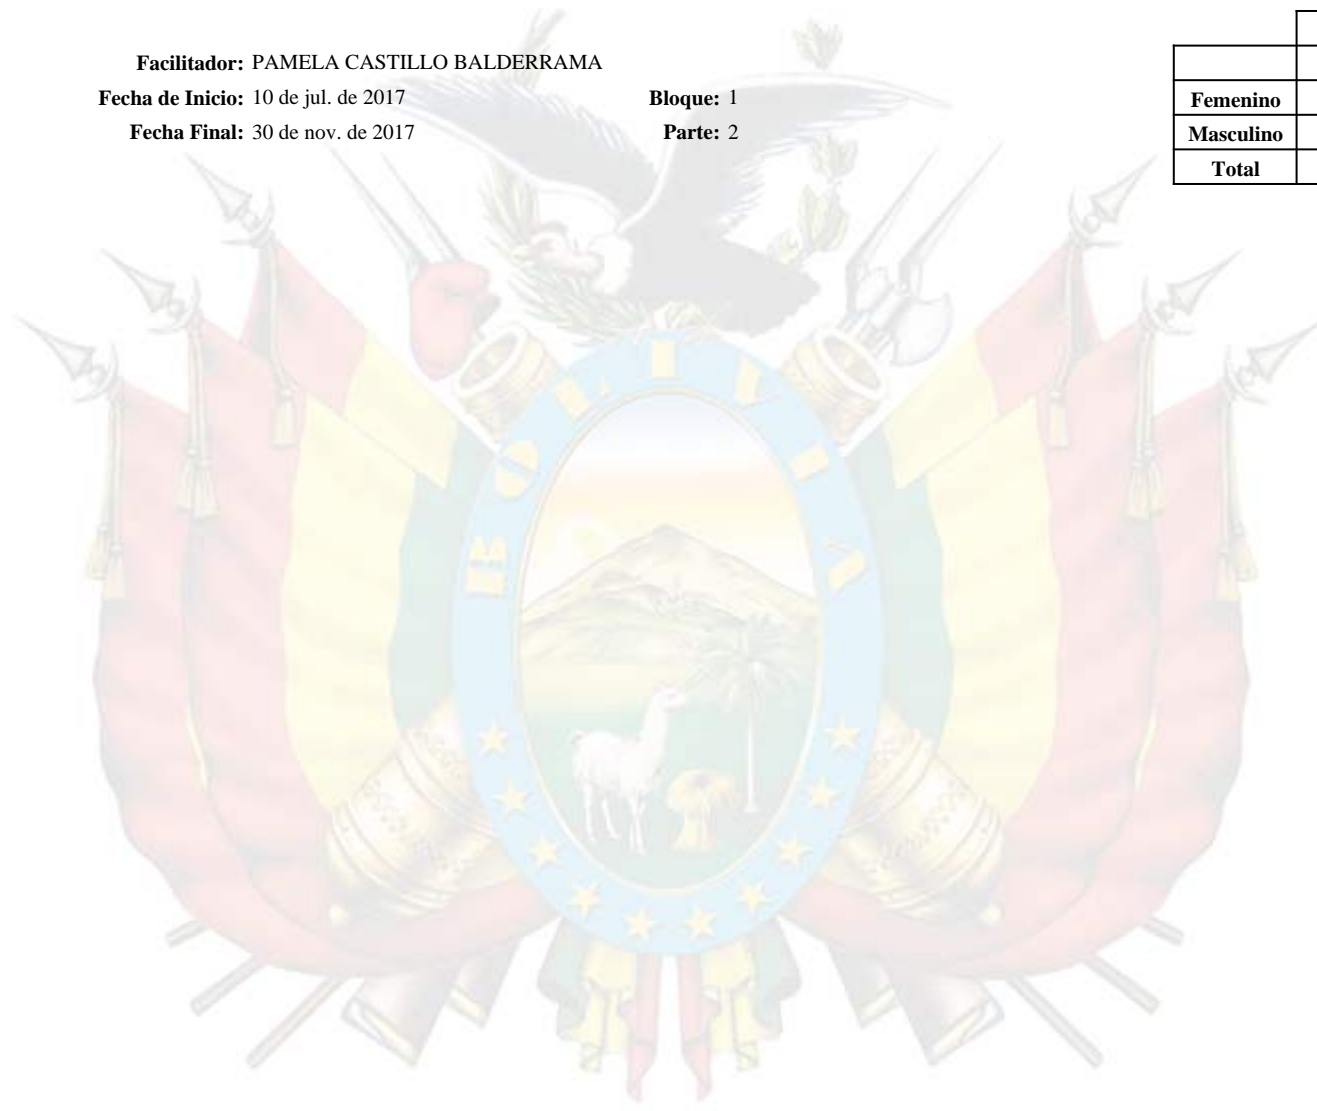 Facilitador: PAMELA CASTILLO BALDERRAMA
Fecha de Inicio: 10 de jul. de 2017 Bloque: 1
Fecha Final: 30 de nov. de 2017 Parte: 2
Femenino
Masculino
Total
BOLIVIA